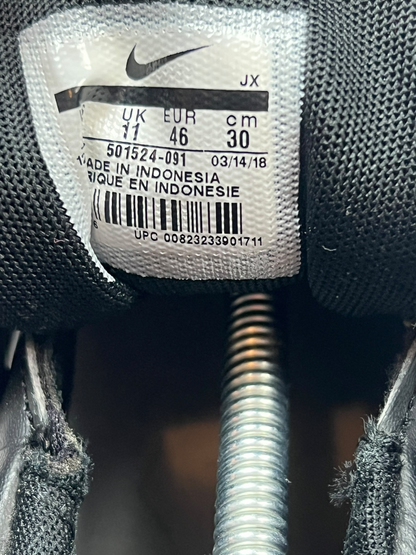 JX
UK EUR cm
11 46 30
501524-091 03/14/18
ADE IN INDONESIA
RIQUE EN INDONESIE
UPC 00823233901711